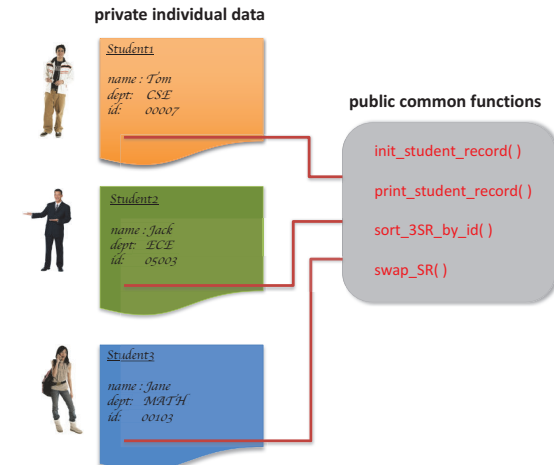 private individual data
Student1
name : Tom
dept: CSE
id: 00007
Student2
name : Jack
dept: ECE
id: 05003
Student3
name : Jane
dept: MATH
id: 00103
public common functions
init_student_record( )
print_student_record( )
sort_3SR_by_id( )
swap_SR( )